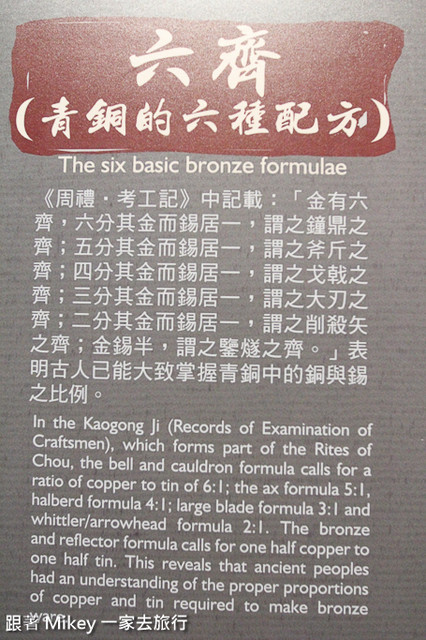 六齊
(青銅的六種配方)
The six basic bronze formulae
《周禮・考工記》中記載：「金有六
齊，六分其金而錫居一，謂之鐘鼎之
齊；五分其金而錫居一，謂之斧斤之
齊；四分其金而錫居一，謂之戈戟之
齊；三分其金而錫居一，謂之大刃之
齊；二分其金而錫居一，謂之削殺矢
之齊；金錫半，謂之鑒燧之齊。」表
明古人已能大致掌握青銅中的銅與錫
之比例。
In the Kaogong Ji (Records of Examination of
Craftsmen), which forms part of the Rites of
Chou, the bell and cauldron formula calls for a
ratio of copper to tin of 6:1; the ax formula 5:1,
halberd formula 4:1; large blade formula 3:1 and
whittler/arrowhead formula 2:1. The bronze
and reflector formula calls for one half copper to
one half tin. This reveals that ancient peoples
had an understanding of the proper proportions
of copper and tin required to make bronze
跟著 Mikey 一家去旅行